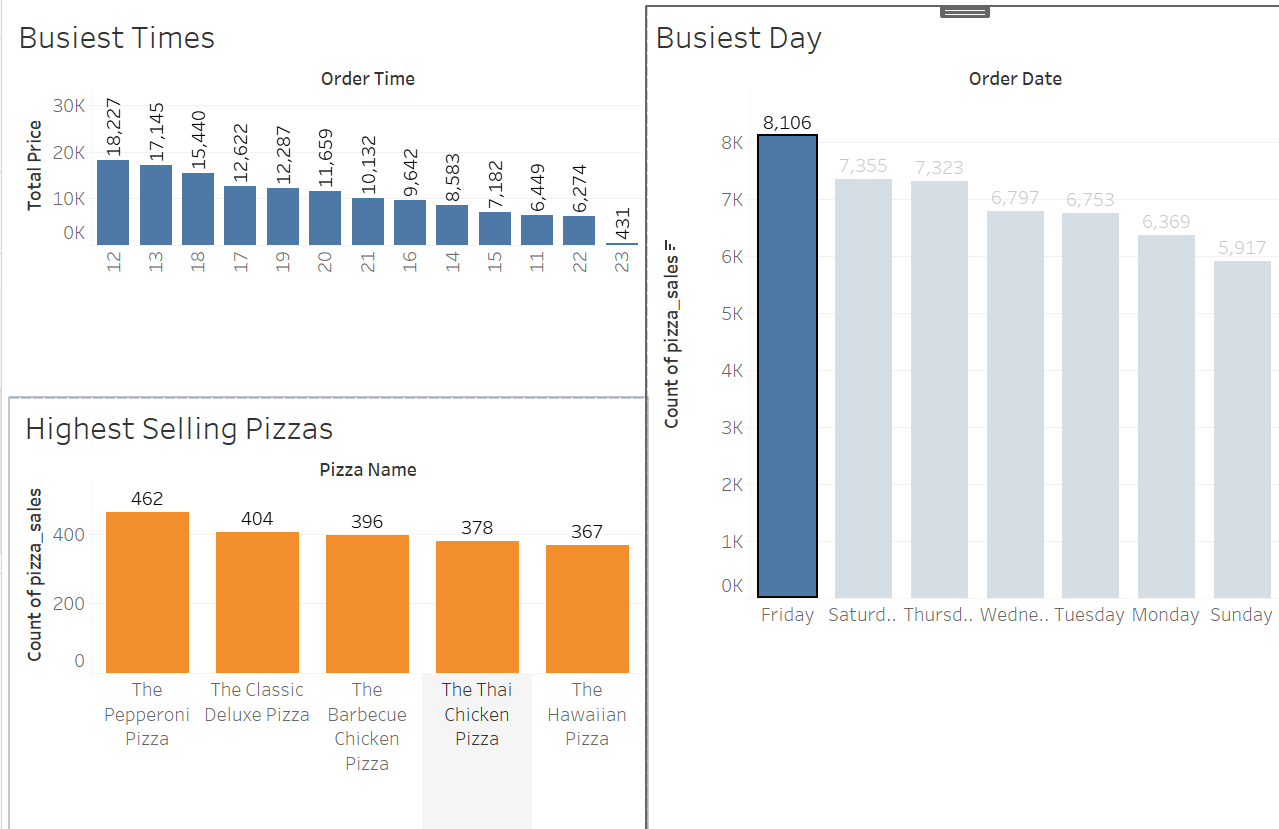 Busiest Times
Order Time
Total Price
30K
20K
10K
0K
18,227
17,145
15,440
12,622
12,287
11,659
10,132
9,642
8,583
7,182
6,449
6,274
431
12
13
18
17
19
20
21
16
14
15
11
22
23
Highest Selling Pizzas
Pizza Name
Count of pizza_sales
400
200
0
462
404
396
378
367
The Pepperoni Pizza
The Classic Deluxe Pizza
The Barbecue Chicken Pizza
The Thai Chicken Pizza
The Hawaiian Pizza
Busiest Day
Order Date
Count of pizza_sales
8K
7K
6K
5K
4K
3K
2K
1K
0K
8,106
7,355
7,323
6,797
6,753
6,369
5,917
Friday
Saturd..
Thursd..
Wedne..
Tuesday
Monday
Sunday